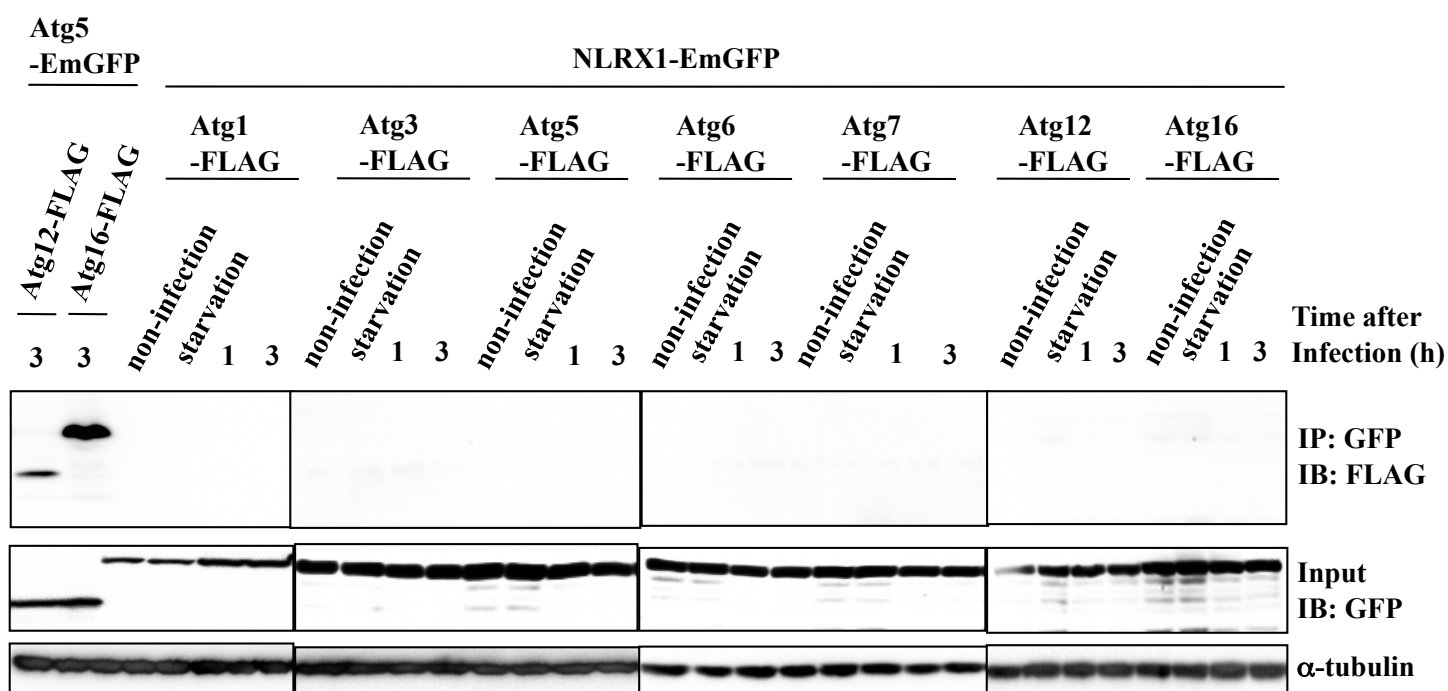 Atg5
-EmGFP
NLRX1-EmGFP
Atg12-FLAG
Atg16-FLAG
Atg1
-FLAG
Atg3
-FLAG
Atg5
-FLAG
Atg6
-FLAG
Atg7
-FLAG
Atg12
-FLAG
Atg16
-FLAG
3 3 non-infection starvation 1 3 non-infection starvation 1 3 non-infection starvation 1 3 non-infection starvation 1 3 non-infection starvation 1 3 non-infection starvation 1 3 non-infection starvation 1 3
Time after
Infection (h)
IP: GFP
IB: FLAG
Input
IB: GFP
α-tubulin